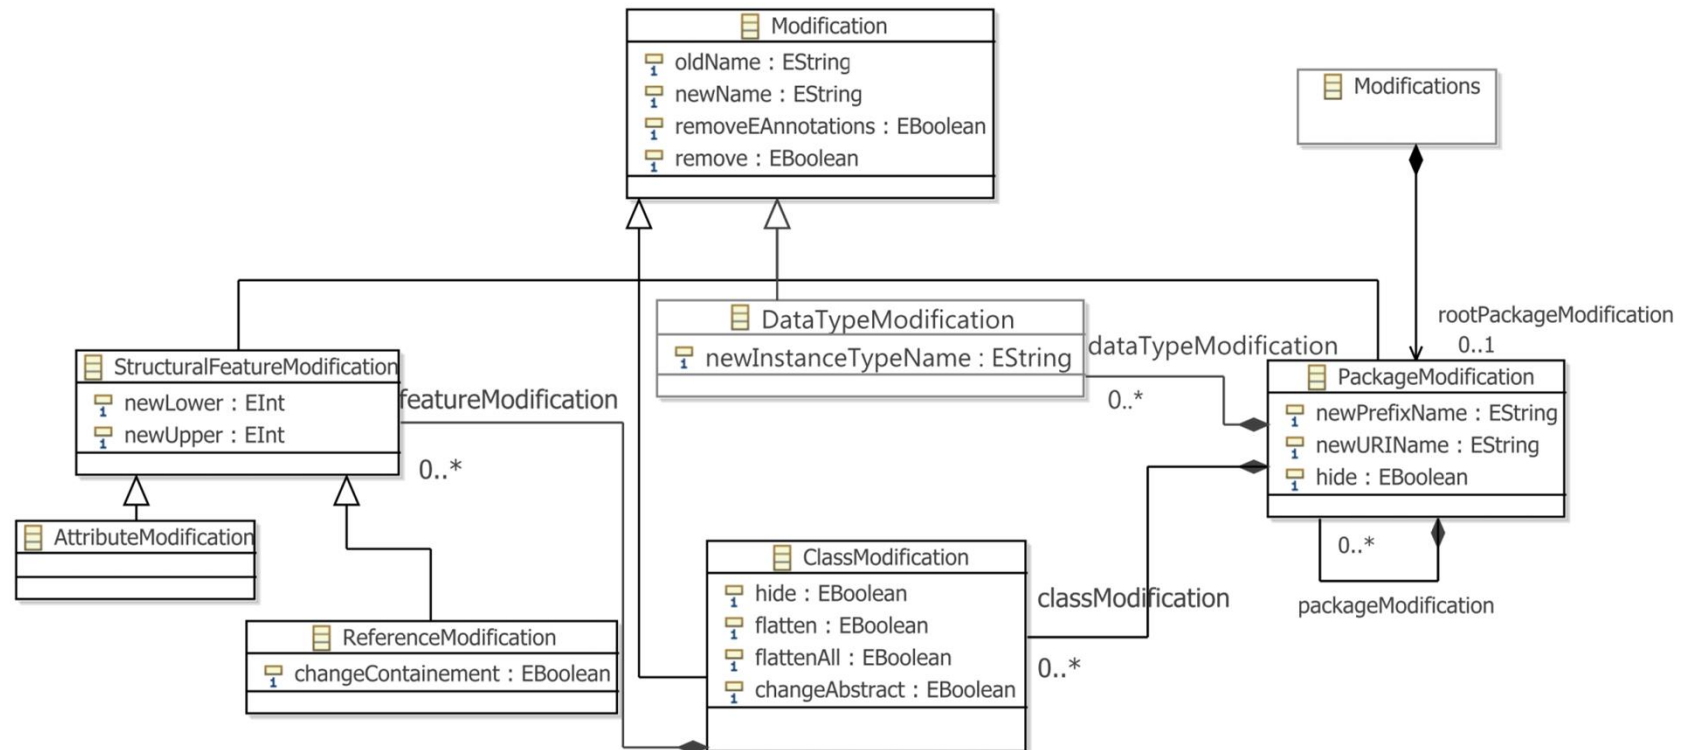 Modification
oldName : EString
newName : EString
removeEAnnotations : EBoolean
remove : EBoolean
Modifications
rootPackageModification
0..1
DataTypeModification
newInstanceTypeName : EString
dataTypeModification
0..*
StructuralFeatureModification
newLower : EInt
newUpper : EInt
featureModification
0..*
PackageModification
newPrefixName : EString
newURIName : EString
hide : EBoolean
0..*
packageModification
AttributeModification
ReferenceModification
changeContainement : EBoolean
ClassModification
hide : EBoolean
flatten : EBoolean
flattenAll : EBoolean
changeAbstract : EBoolean
classModification
0..*